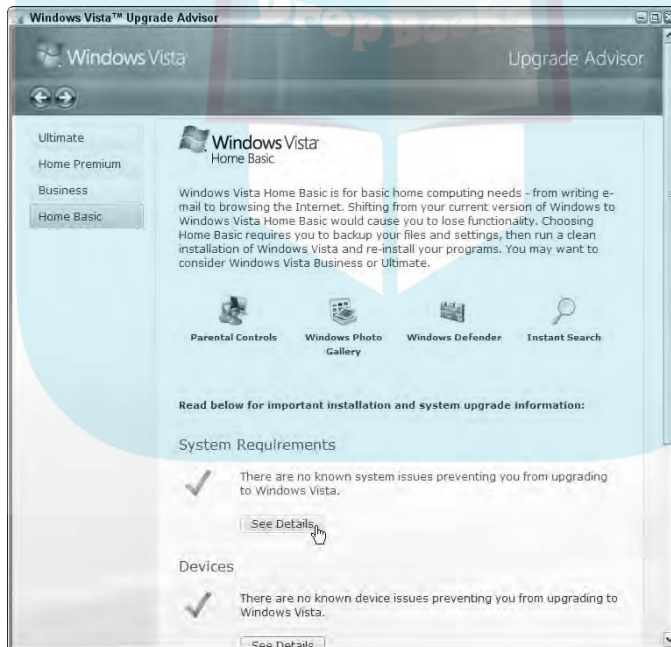 Windows Vista™ Upgrade Advisor
Drop Books
Windows Vista
Upgrade Advisor
Ultimate
Home Premium
Business
Home Basic
Windows Vista
Home Basic
Windows Vista Home Basic is for basic home computing needs - from writing e-
mail to browsing the Internet. Shifting from your current version of Windows to
Windows Vista Home Basic would cause you to lose functionality. Choosing
Home Basic requires you to backup your files and settings, then run a clean
installation of Windows Vista and re-install your programs. You may want to
consider Windows Vista Business or Ultimate.
Parental Controls
Windows Photo
Gallery
Windows Defender
Instant Search
Read below for important installation and system upgrade information:
System Requirements
There are no known system issues preventing you from upgrading
to Windows Vista.
See Details
Devices
There are no known device issues preventing you from upgrading to
Windows Vista.
See Details